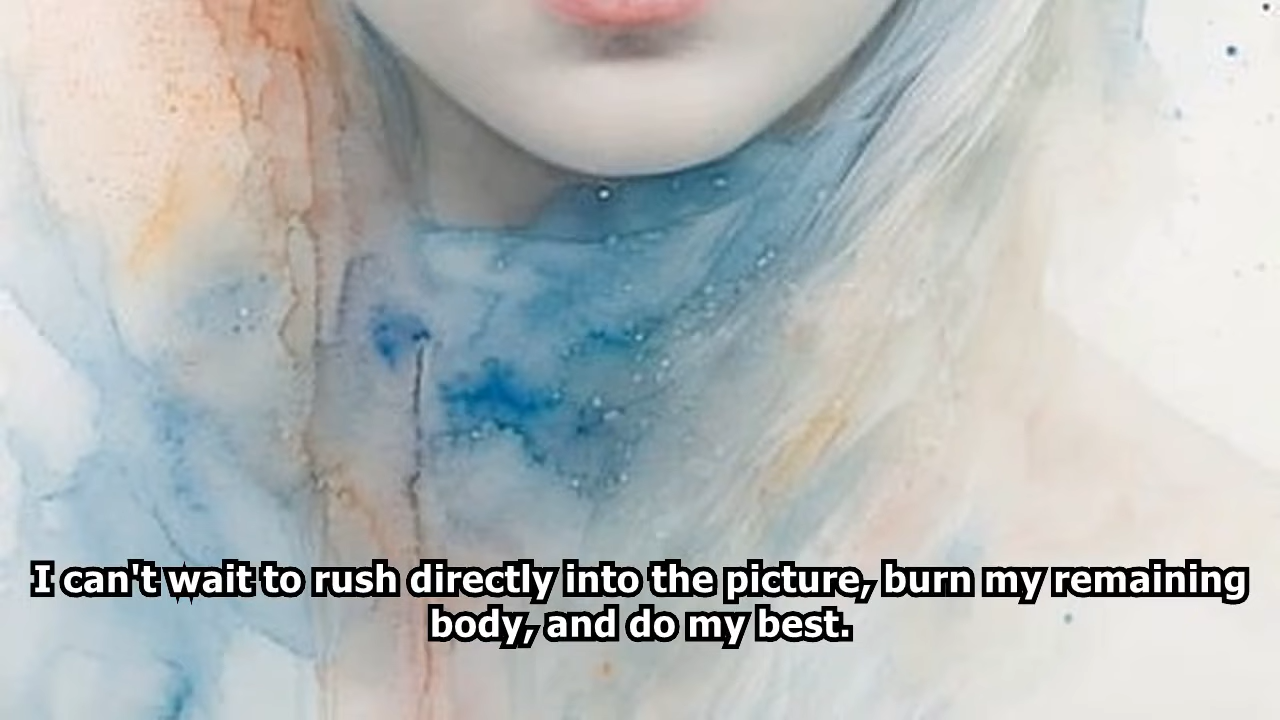 I can't wait to rush directly into the picture, burn my remaining
body, and do my best.